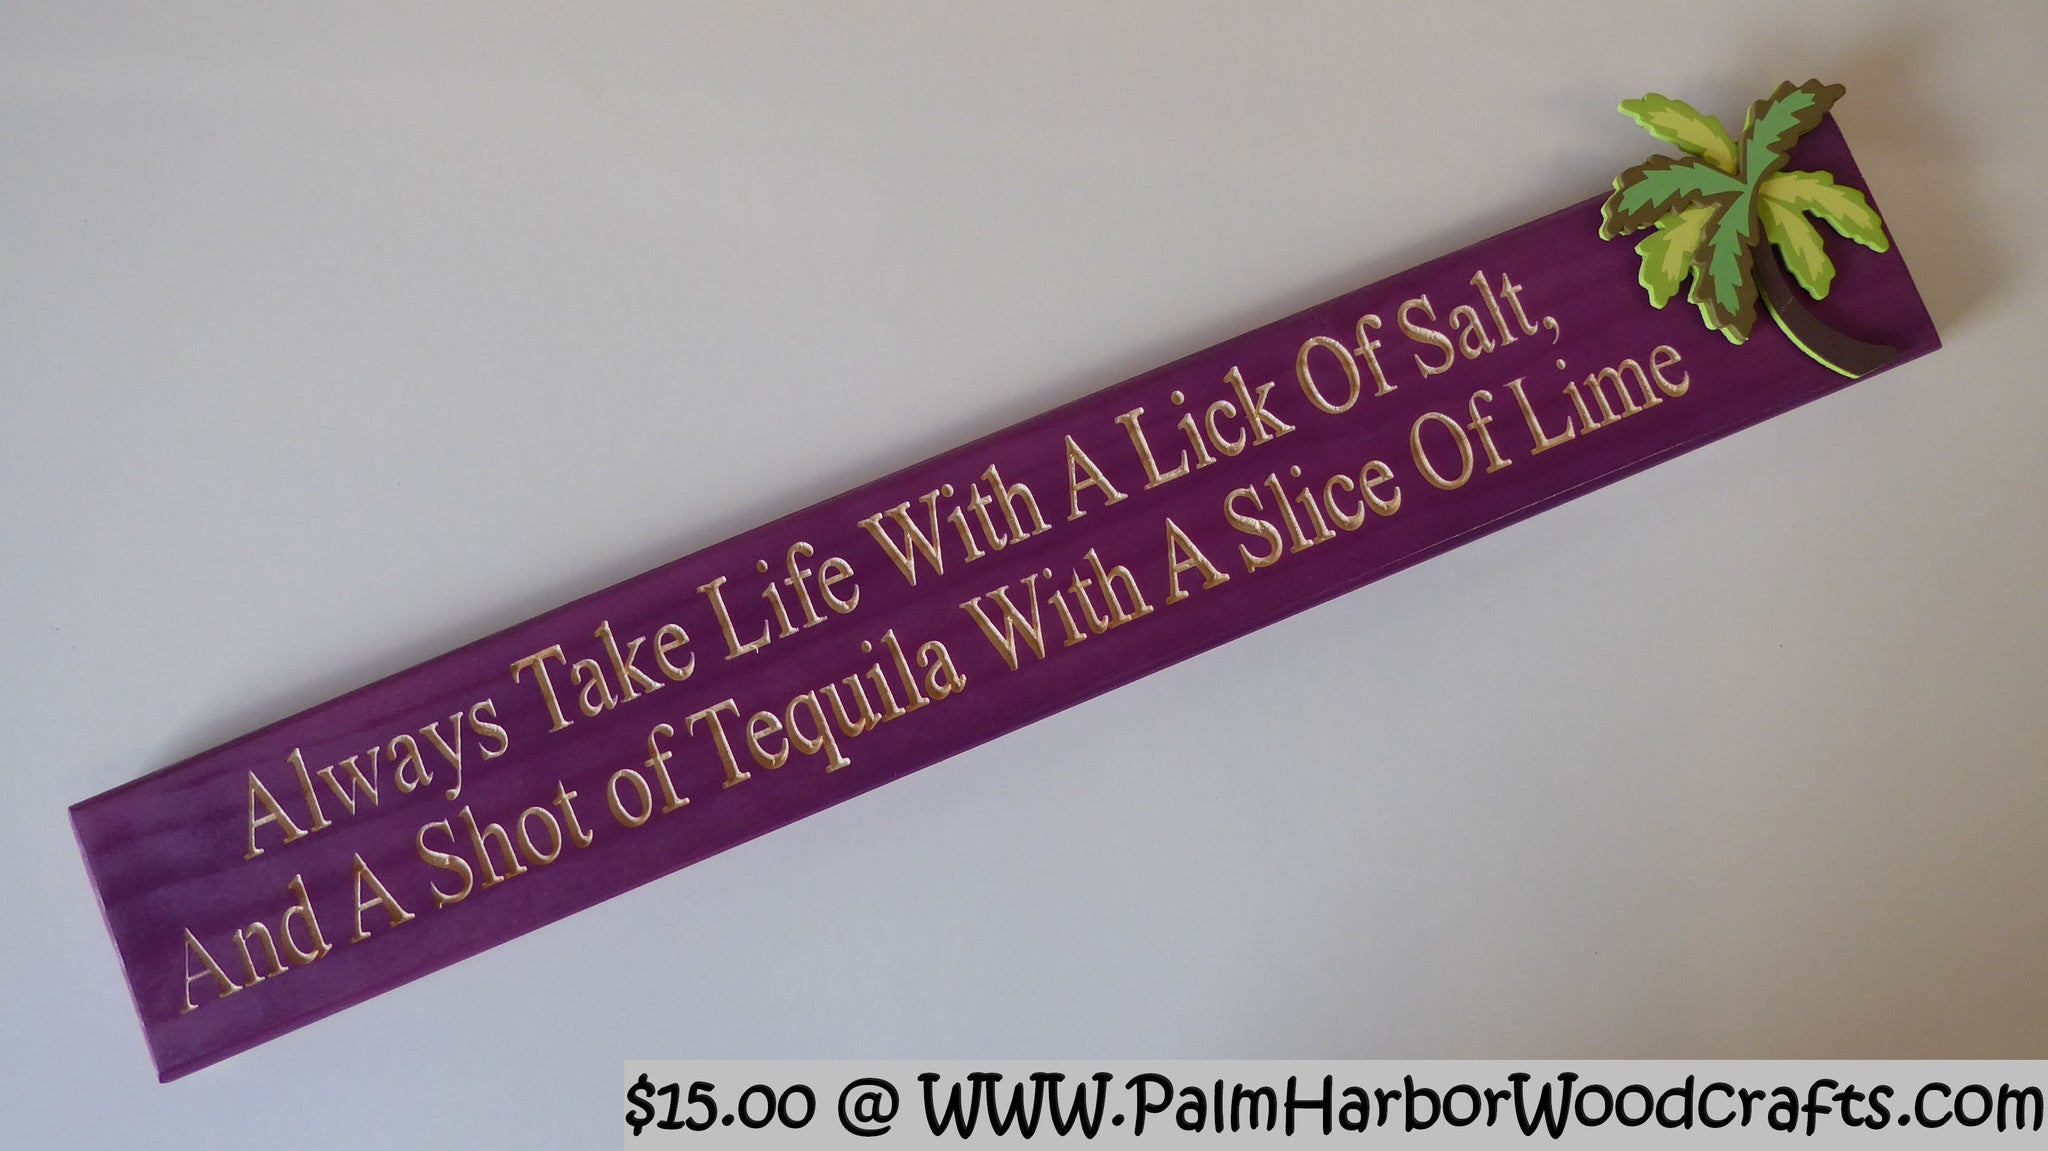 Always Take Life With A Lick Of Salt,
And A Shot of Tequila With A Slice Of Lime
$15.00 @ WWW.PalmHarborWoodcrafts.com